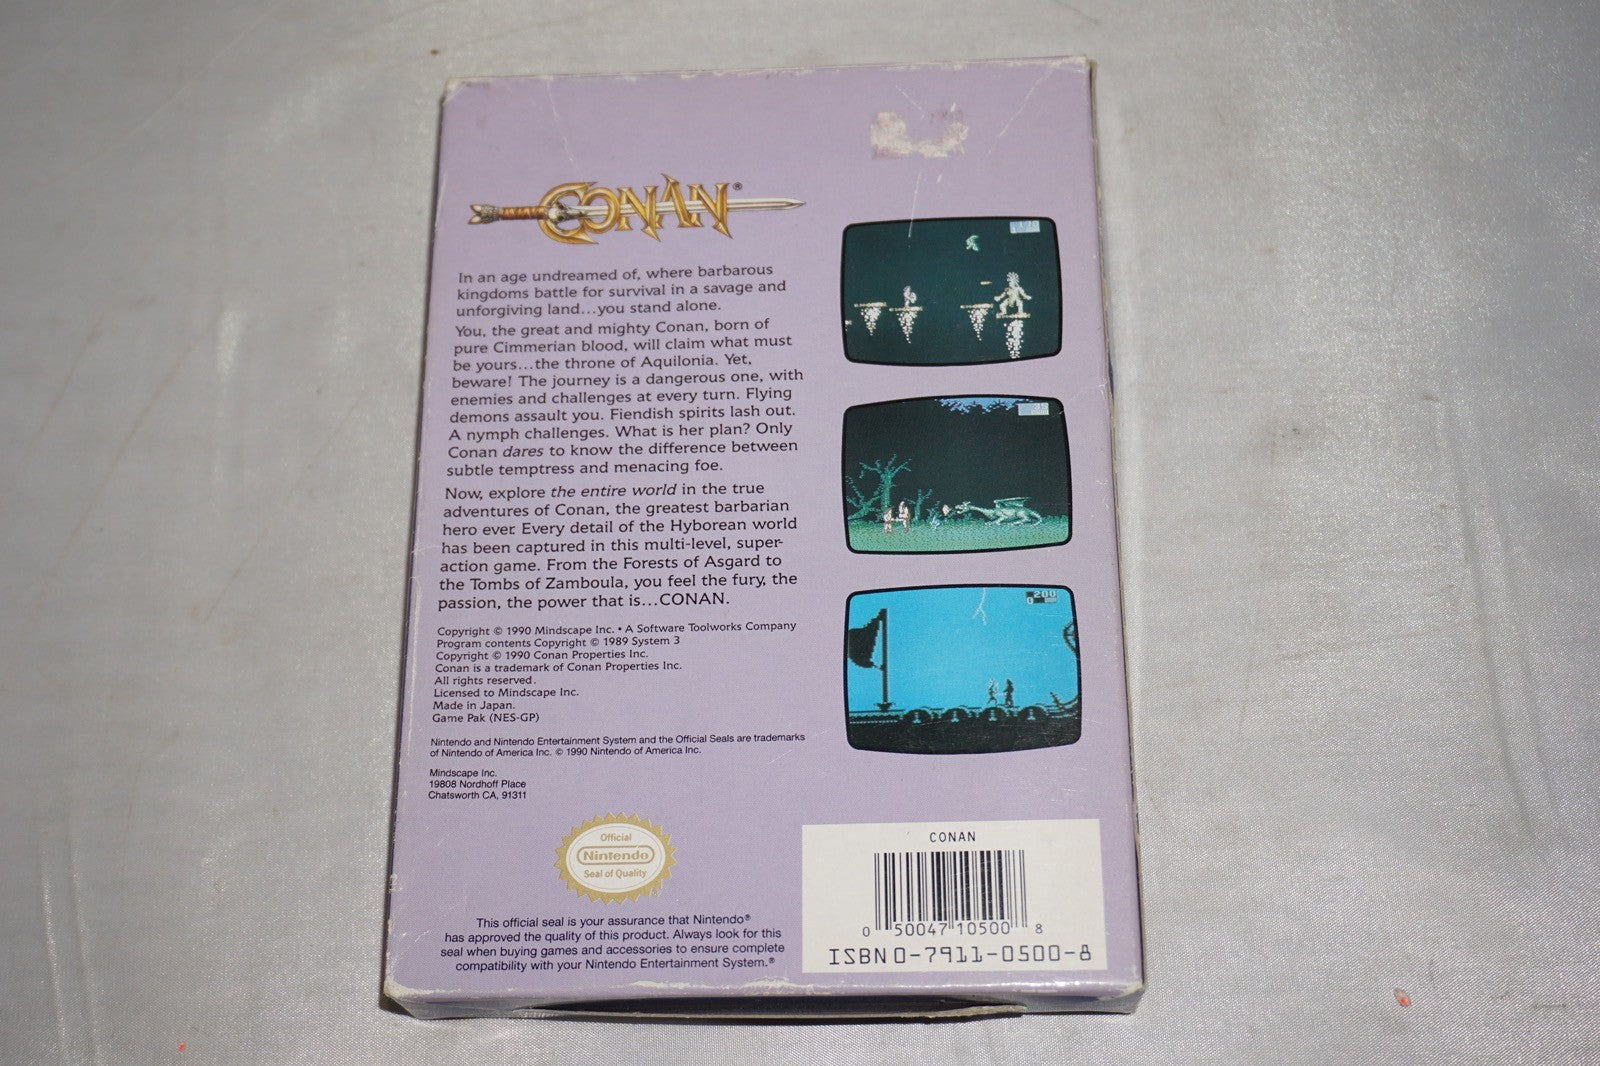 CONAN®
In an age undreamed of, where barbarous
kingdoms battle for survival in a savage and
unforgiving land...you stand alone.
You, the great and mighty Conan, born of
pure Cimmerian blood, will claim what must
be yours...the throne of Aquilonia. Yet,
beware! The journey is a dangerous one, with
enemies and challenges at every turn. Flying
demons assault you. Fiendish spirits lash out.
A nymph challenges. What is her plan? Only
Conan dares to know the difference between
subtle temptress and menacing foe.
Now, explore the entire world in the true
adventures of Conan, the greatest barbarian
hero ever. Every detail of the Hyborean world
has been captured in this multi-level, super-
action game. From the Forests of Asgard to
the Tombs of Zamboula, you feel the fury, the
passion, the power that is...CONAN.
Copyright © 1990 Mindscape Inc. • A Software Toolworks Company
Program contents Copyright © 1989 System 3
Copyright © 1990 Conan Properties Inc.
Conan is a trademark of Conan Properties Inc.
All rights reserved.
Licensed to Mindscape Inc.
Made in Japan.
Game Pak (NES-GP)
Nintendo and Nintendo Entertainment System and the Official Seals are trademarks
of Nintendo of America Inc. © 1990 Nintendo of America Inc.
Mindscape Inc.
19808 Nordhoff Place
Chatsworth CA, 91311
Official
Nintendo
Seal of Quality
This official seal is your assurance that Nintendo®
has approved the quality of this product. Always look for this
seal when buying games and accessories to ensure complete
compatibility with your Nintendo Entertainment System.®
200
0
CONAN
0 50047 10500 8
ISBN 0-7911-0500-8